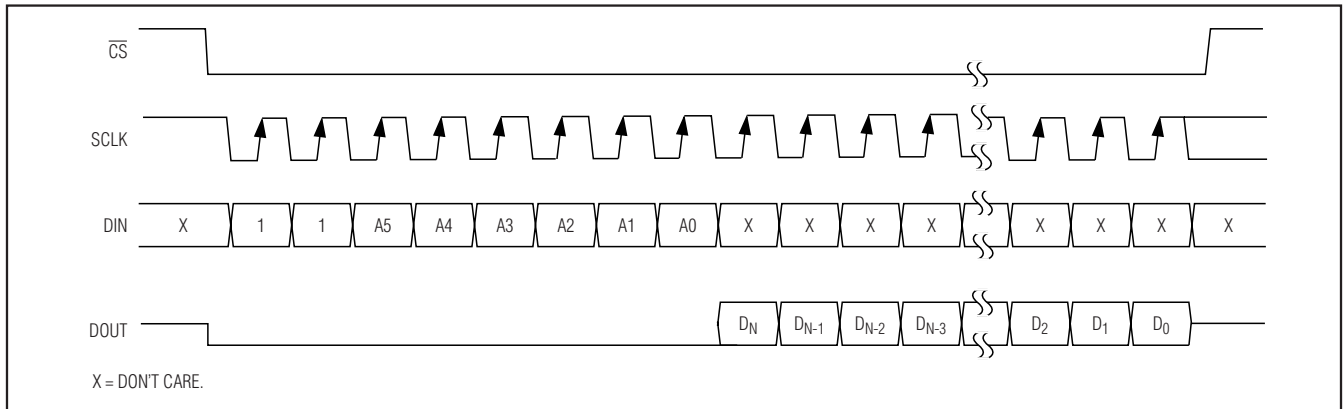 CS
SCLK
DIN X 1 1 A5 A4 A3 A2 A1 A0 X X X X X X X X
DOUT DN DN-1 DN-2 DN-3 D2 D1 D0
X = DON'T CARE.